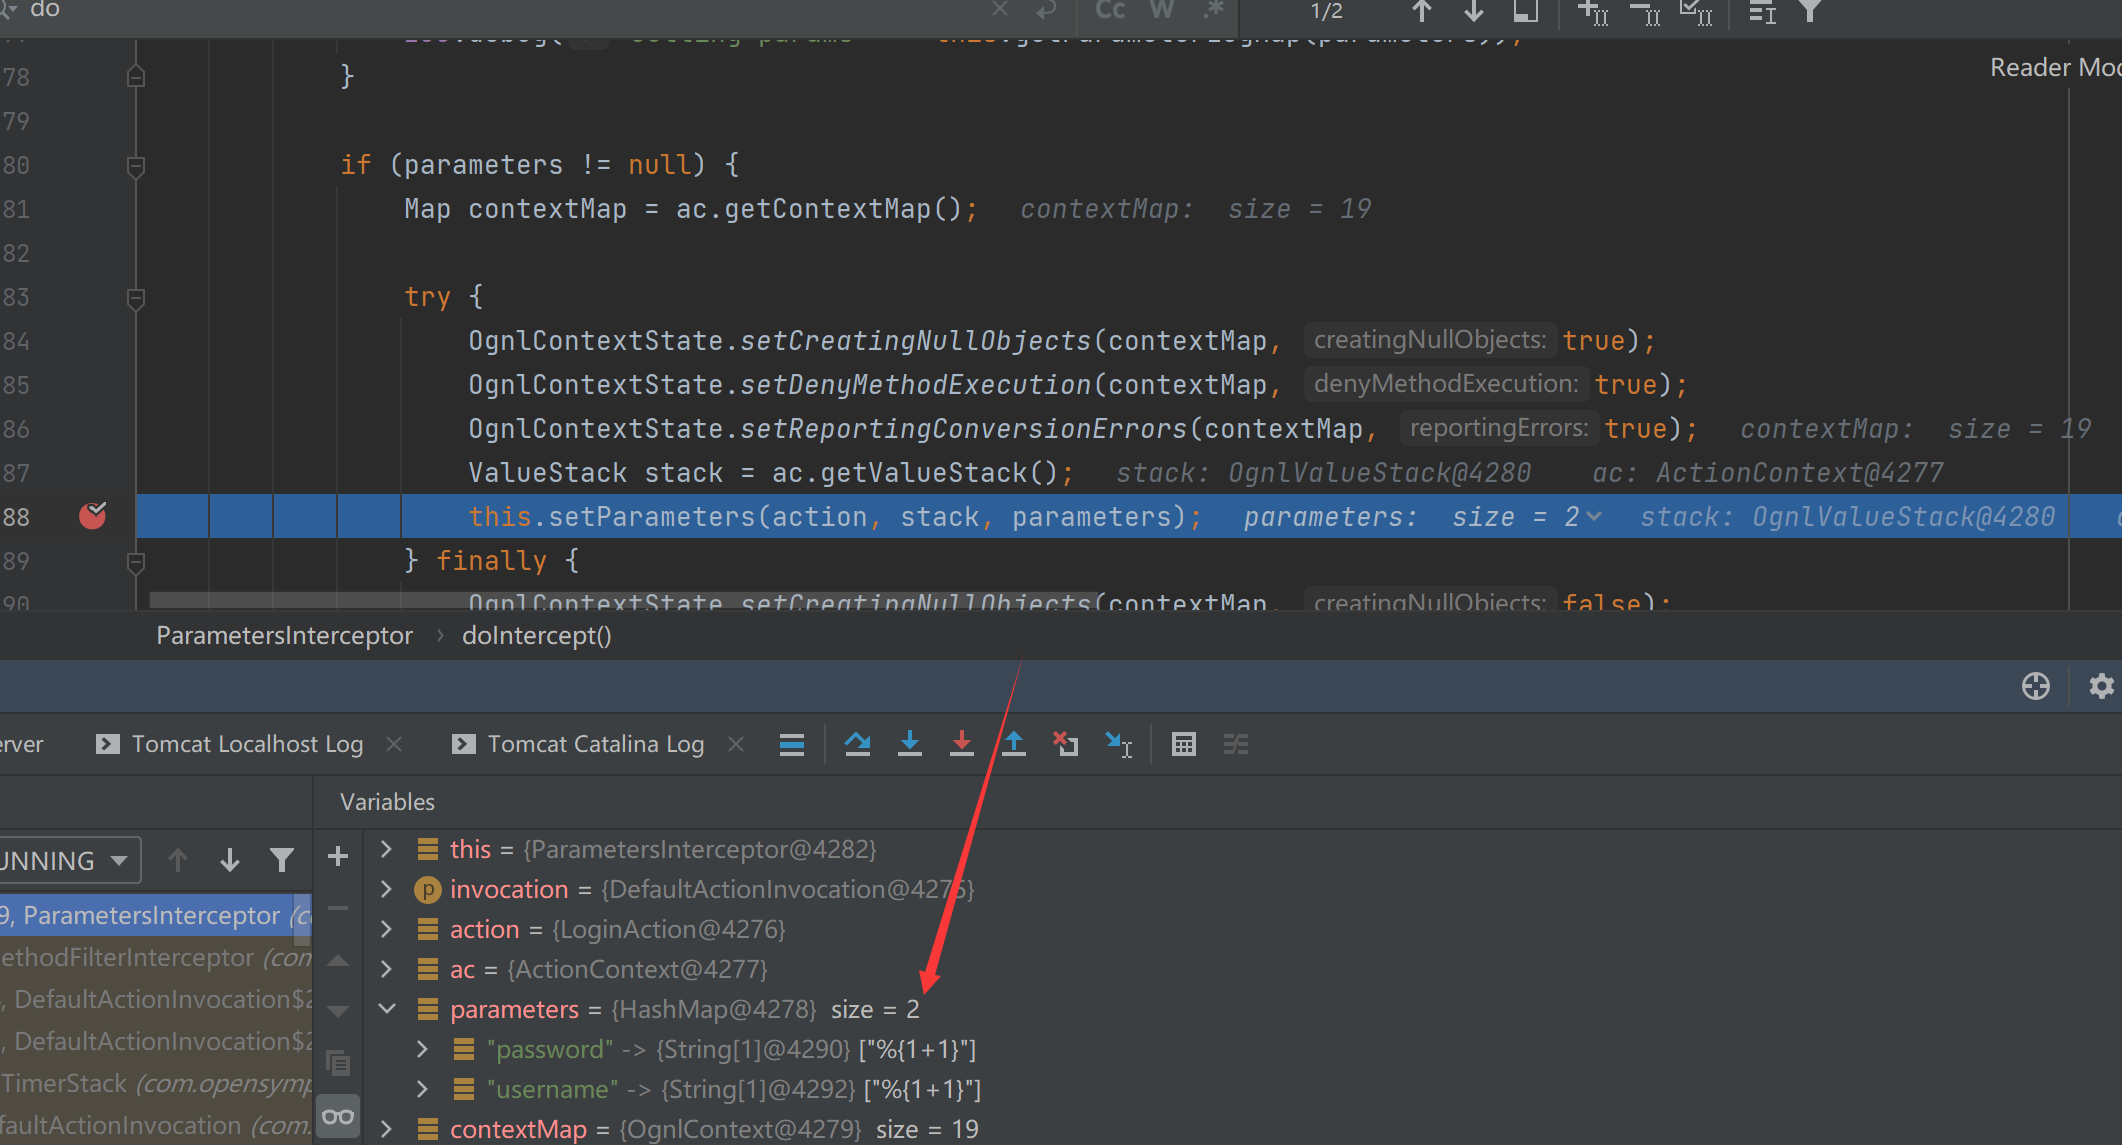 do Cc W .* 1/2
78 }
Reader Mod
79
80 if (parameters != null) {
81 Map contextMap = ac.getContextMap(); contextMap: size = 19
82
83 try {
84 OgnlContextState.setCreatingNullObjects(contextMap, creatingNullObjects: true);
85 OgnlContextState.setDenyMethodExecution(contextMap, denyMethodExecution: true);
86 OgnlContextState.setReportingConversionErrors(contextMap, reportingErrors: true); contextMap: size = 19
87 ValueStack stack = ac.getValueStack(); stack: OgnlValueStack@4280 ac: ActionContext@4277
88 this.setParameters(action, stack, parameters); parameters: size = 2 stack: OgnlValueStack@4280
89 } finally {
90 OgnlContextState.setCreatingNullObjects(contextMap, creatingNullObjects: false);
ParametersInterceptor › doIntercept()
erver Tomcat Localhost Log Tomcat Catalina Log
Variables
UNNING
this = {ParametersInterceptor@4282}
invocation = {DefaultActionInvocation@4275}
9, ParametersInterceptor (c
action = {LoginAction@4276}
ethodFilterInterceptor (com
ac = {ActionContext@4277}
, DefaultActionInvocation$2
parameters = {HashMap@4278} size = 2
, DefaultActionInvocation$2
"password" -> {String[1]@4290} ["%{1+1}"]
TimerStack (com.opensymp
"username" -> {String[1]@4292} ["%{1+1}"]
faultActionInvocation (com.
contextMap = {OgnlContext@4279} size = 19